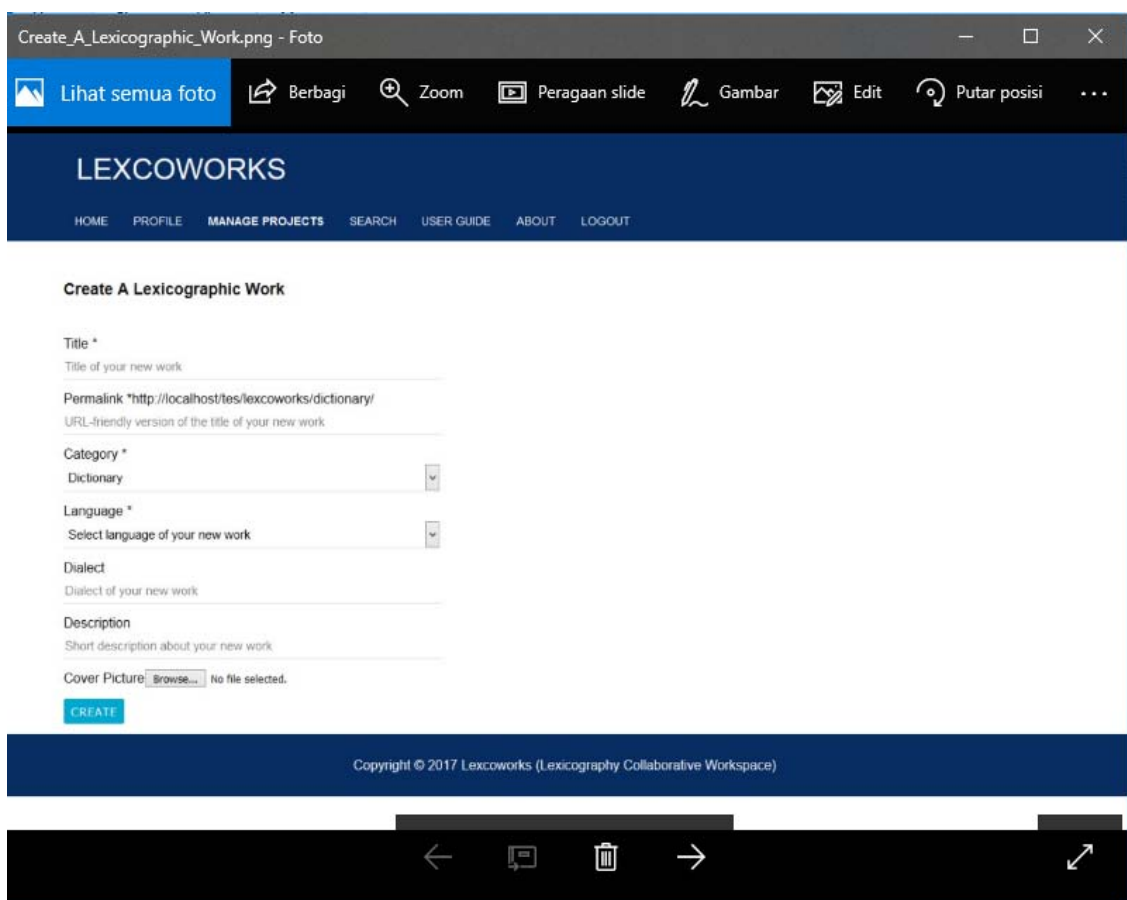 Create_A_Lexicographic_Work.png - Foto
Lihat semua foto Berbagi Zoom Peragaan slide Gambar Edit Putar posisi ...
LEXCOWORKS
HOME PROFILE MANAGE PROJECTS SEARCH USER GUIDE ABOUT LOGOUT
Create A Lexicographic Work
Title *
Title of your new work
Permalink *http://localhost/tes/lexcoworks/dictionary/
URL-friendly version of the title of your new work
Category *
Dictionary
Language *
Select language of your new work
Dialect
Dialect of your new work
Description
Short description about your new work
Cover Picture Browse... No file selected.
CREATE
Copyright © 2017 Lexcoworks (Lexicography Collaborative Workspace)